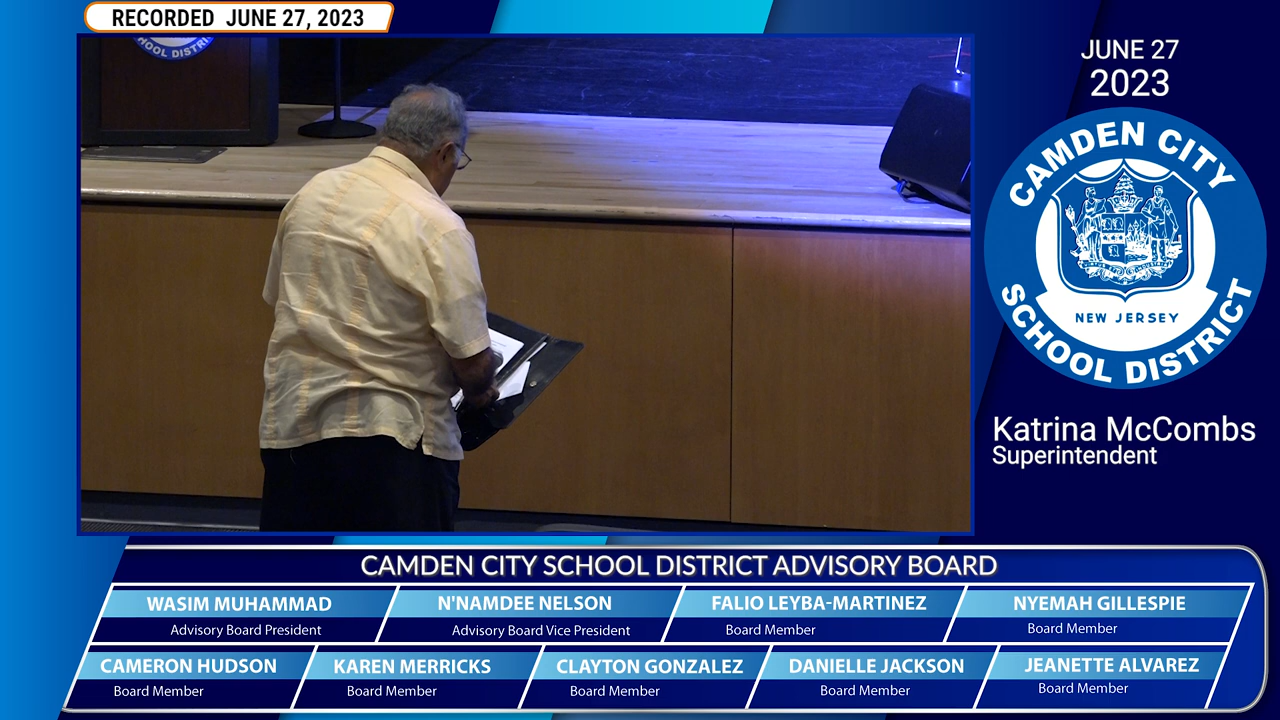 RECORDED JUNE 27, 2023
HOOL DISTRI
JUNE 27
2023
CAMDEN CITY
NEW JERSEY
SCHOOL DISTRICT
Katrina McCombs
Superintendent
CAMDEN CITY SCHOOL DISTRICT ADVISORY BOARD
WASIM MUHAMMAD
Advisory Board President
N'NAMDEE NELSON
Advisory Board Vice President
FALIO LEYBA-MARTINEZ
Board Member
NYEMAH GILLESPIE
Board Member
CAMERON HUDSON
Board Member
KAREN MERRICKS
Board Member
CLAYTON GONZALEZ
Board Member
DANIELLE JACKSON
Board Member
JEANETTE ALVAREZ
Board Member